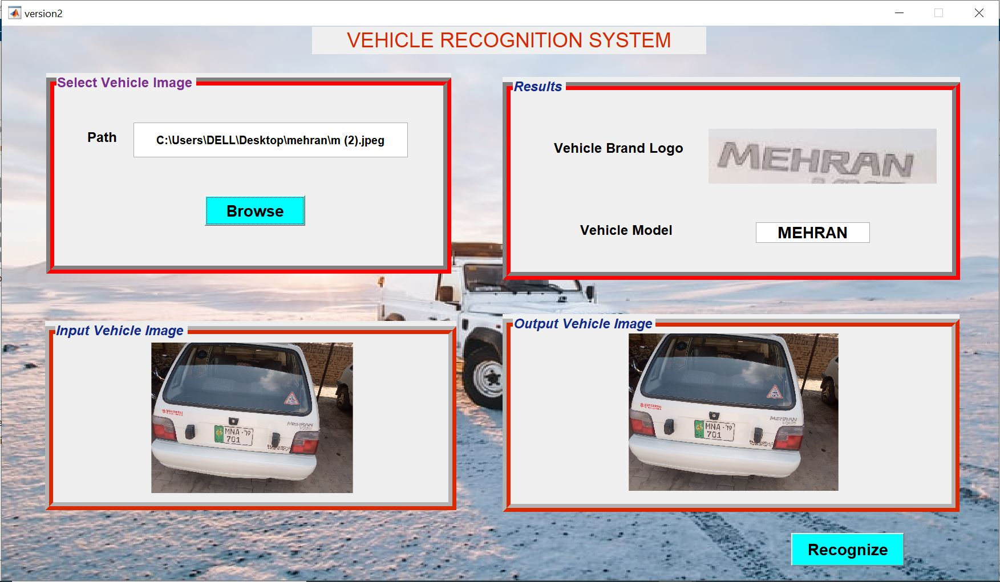 version2
VEHICLE RECOGNITION SYSTEM
Select Vehicle Image
Path
C:\Users\DELL\Desktop\mehran\m (2).jpeg
Browse
Results
Vehicle Brand Logo
MEHRAN
Vehicle Model
MEHRAN
Input Vehicle Image
MEHRAN
MNA·19
701
Output Vehicle Image
MEHRAN
MNA·19
701
Recognize